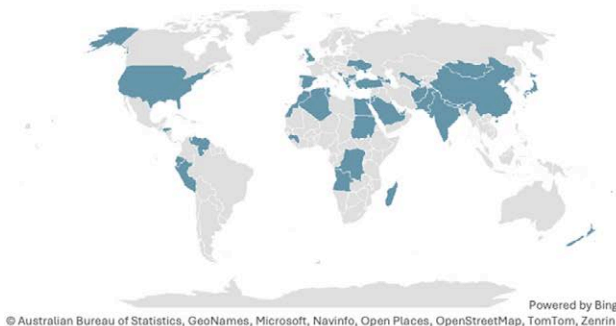 Powered by Bing
© Australian Bureau of Statistics, GeoNames, Microsoft, Navinfo, Open Places, OpenStreetMap, TomTom, Zenrin